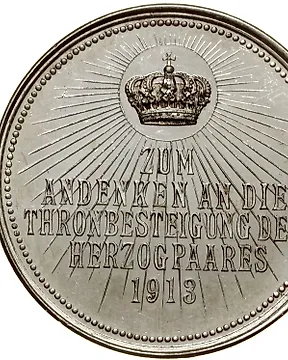 ZUM
ANDENKEN AN DIE
THRONBESTEIGUNG DE
HERZOGPAARES
1913